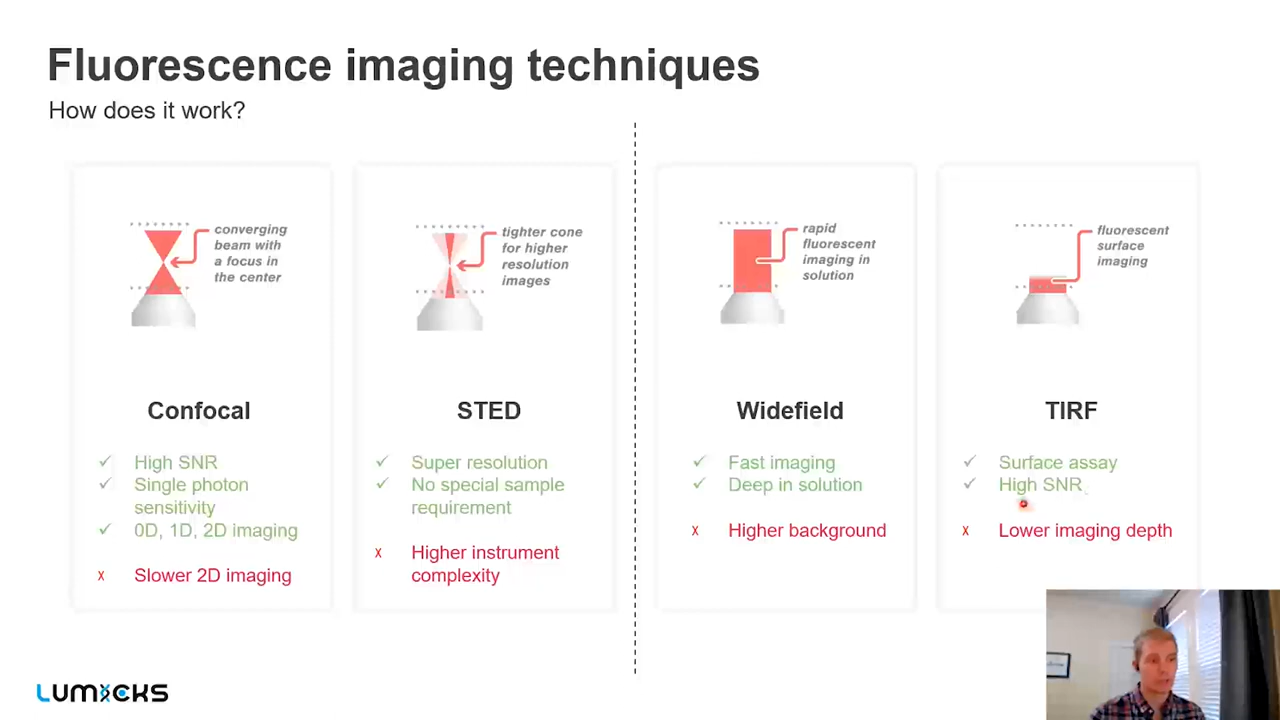 Fluorescence imaging techniques
How does it work?
converging
beam with
a focus in
the center
Confocal
✓ High SNR
✓ Single photon
sensitivity
✓ 0D, 1D, 2D imaging
x Slower 2D imaging
tighter cone
for higher
resolution
images
STED
✓ Super resolution
✓ No special sample
requirement
x Higher instrument
complexity
rapid
fluorescent
imaging in
solution
Widefield
✓ Fast imaging
✓ Deep in solution
x Higher background
fluorescent
surface
imaging
TIRF
✓ Surface assay
✓ High SNR
x Lower imaging depth
LUMICKS